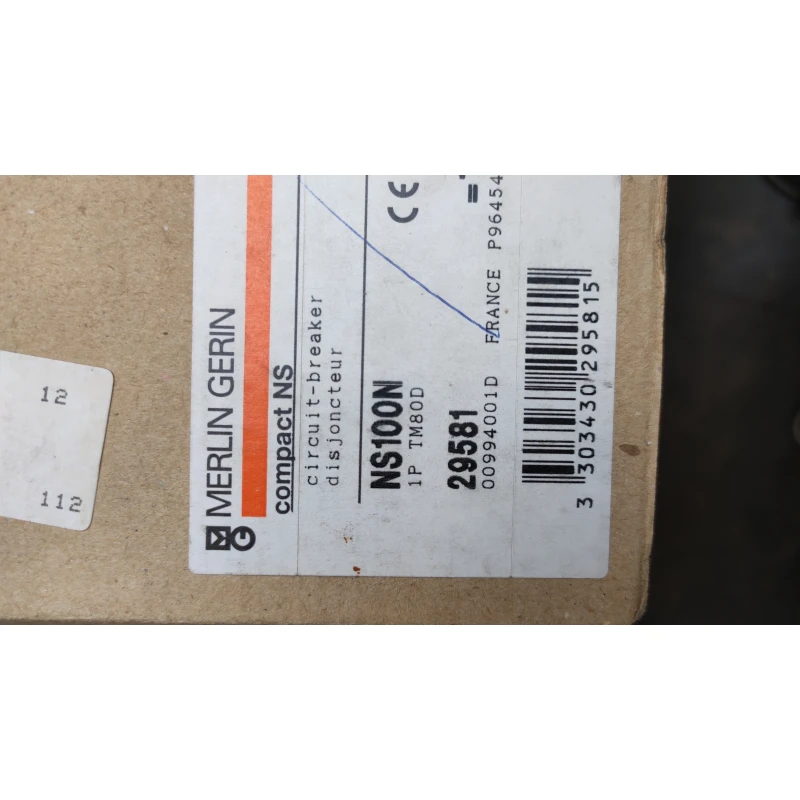 MERLIN GERIN
compact NS
circuit-breaker
disjoncteur
CE
NS100N
1P TM80D
29581
00994001D FRANCE P96454
3 303430 295815
12
112